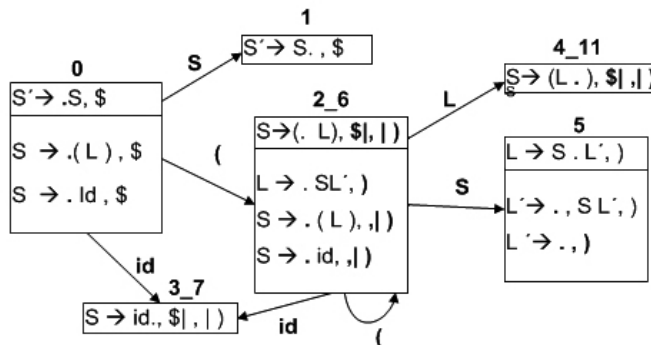 1
S´→ S. , $
0
S
S´→ .S, $
S → .( L ) , $
S → . Id , $
(
id
3_7
S → id., $| , | )
2_6
S→(. L), $|, | )
L → . SL´, )
S → . ( L ), ,| )
S → . id, ,| )
id
(
L
4_11
S→ (L . ), $| ,| )
s
S
5
L → S . L´, )
L´→ . , S L´, )
L ´→ . , )